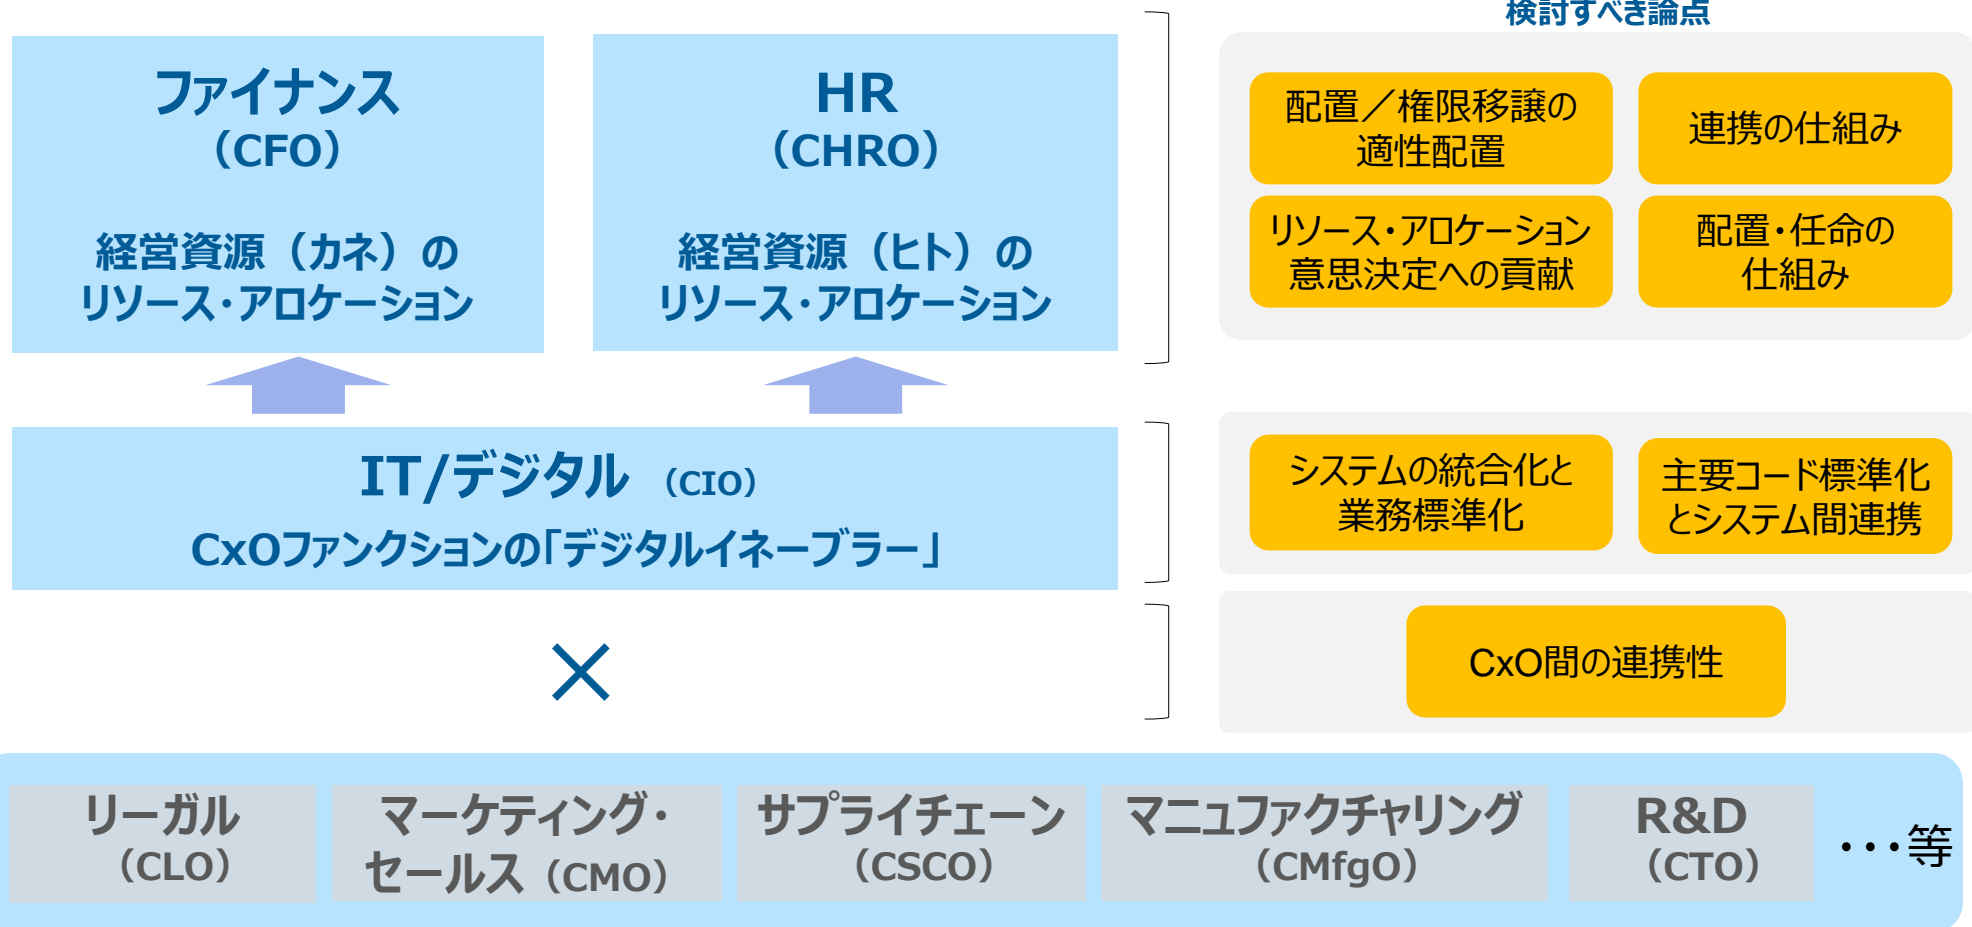 検討すべき論点
ファイナンス
（CFO）
経営資源（カネ）の
リソース・アロケーション
HR
（CHRO）
経営資源（ヒト）の
リソース・アロケーション
配置／権限移譲の
適性配置
連携の仕組み
リソース・アロケーション
意思決定への貢献
配置・任命の
仕組み
IT/デジタル （CIO）
CxOファンクションの「デジタルイネーブラー」
システムの統合化と
業務標準化
主要コード標準化
とシステム間連携
×
CxO間の連携性
リーガル
（CLO）
マーケティング・
セールス（CMO）
サプライチェーン
（CSCO）
マニュファクチャリング
（CMfgO）
R&D
（CTO）
・・・等